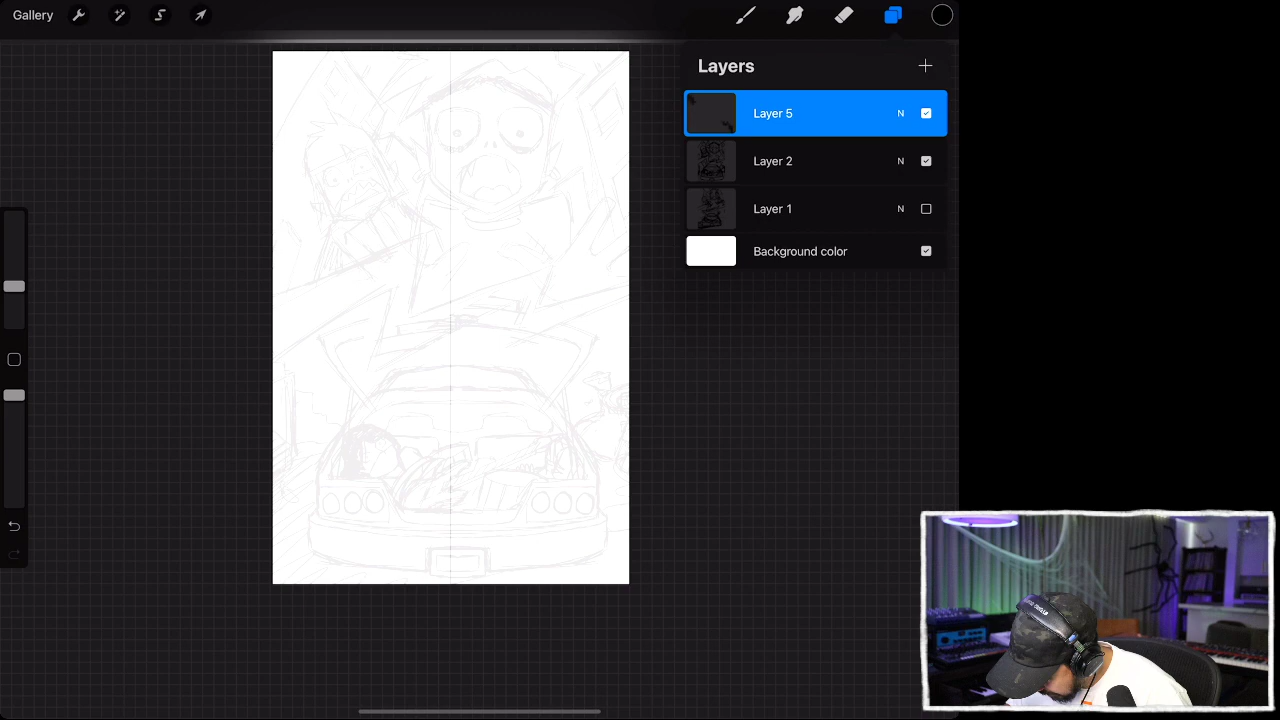 Gallery
Layers
Layer 5 N
Layer 2 N
Layer 1 N
Background color